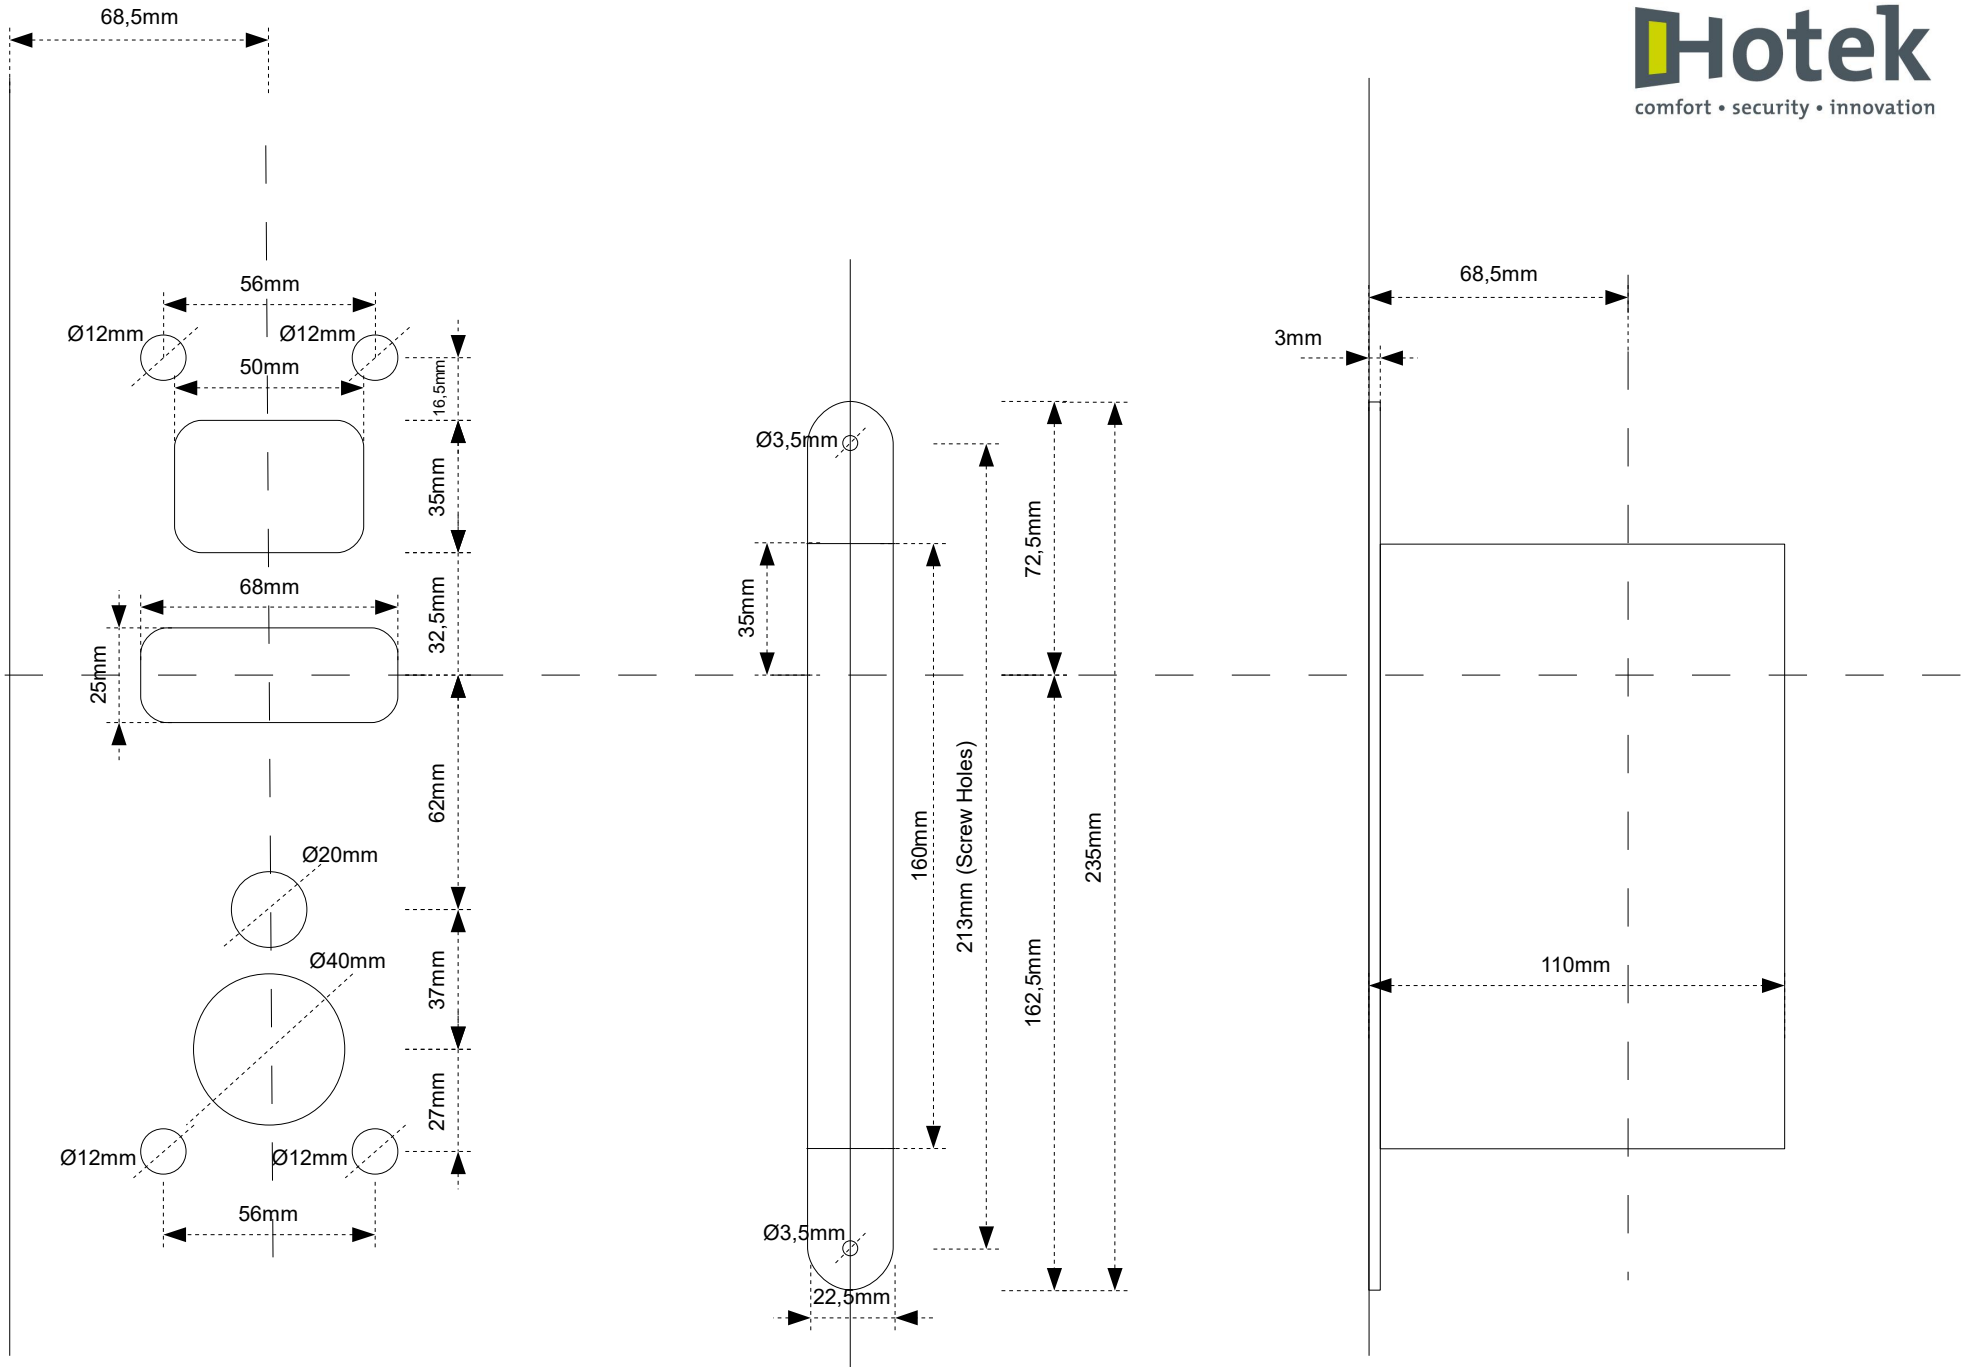 68,5mm
Hotek
comfort • security • innovation
56mm
68,5mm
Ø12mm
Ø12mm
3mm
50mm
16,5mm
Ø3,5mm
35mm
72,5mm
68mm
32,5mm
35mm
25mm
62mm
213mm (Screw Holes)
160mm
235mm
Ø20mm
Ø40mm
37mm
162,5mm
110mm
27mm
Ø12mm
Ø12mm
56mm
Ø3,5mm
22,5mm